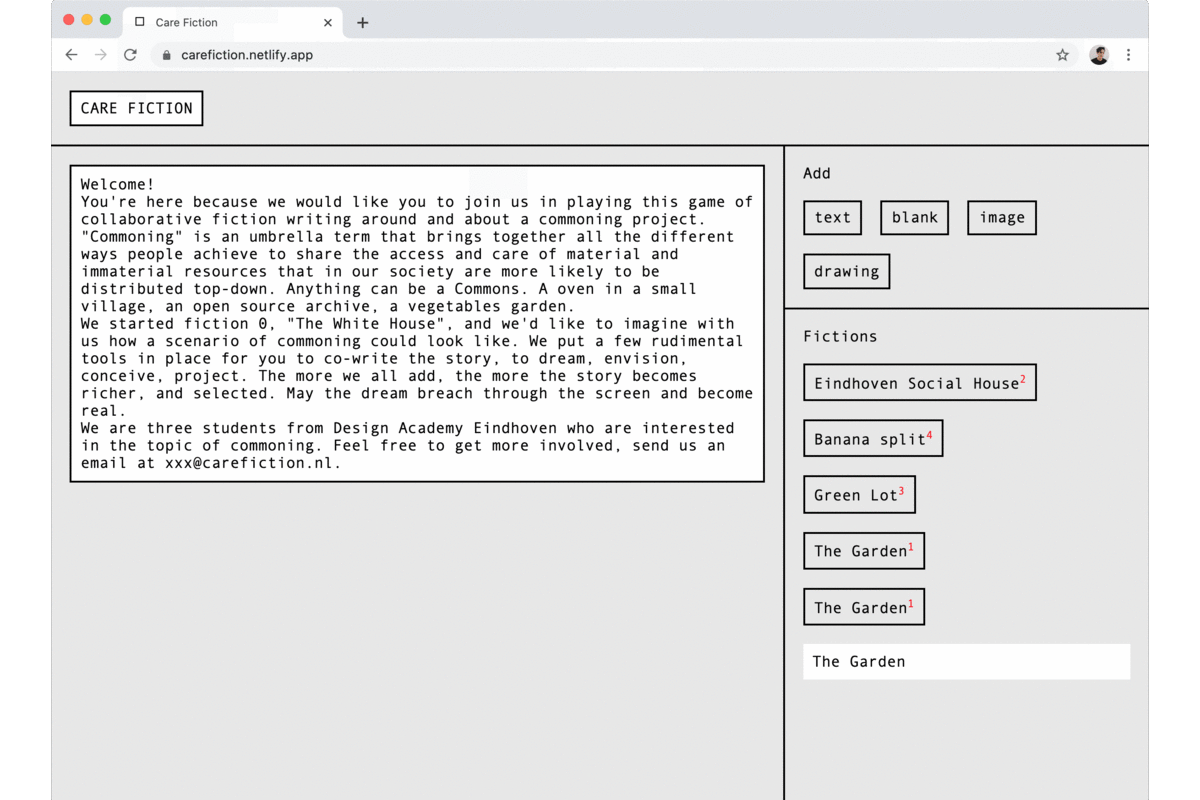 Care Fiction
carefiction.netlify.app
CARE FICTION
Welcome!
You're here because we would like you to join us in playing this game of
collaborative fiction writing around and about a commoning project.
"Commoning" is an umbrella term that brings together all the different
ways people achieve to share the access and care of material and
immaterial resources that in our society are more likely to be
distributed top-down. Anything can be a Commons. A oven in a small
village, an open source archive, a vegetables garden.
We started fiction 0, "The White House", and we'd like to imagine with
us how a scenario of commoning could look like. We put a few rudimental
tools in place for you to co-write the story, to dream, envision,
conceive, project. The more we all add, the more the story becomes
richer, and selected. May the dream breach through the screen and become
real.
We are three students from Design Academy Eindhoven who are interested
in the topic of commoning. Feel free to get more involved, send us an
email at xxx@carefiction.nl.
Add
text blank image
drawing
Fictions
Eindhoven Social House2
Banana split4
Green Lot3
The Garden1
The Garden1
The Garden